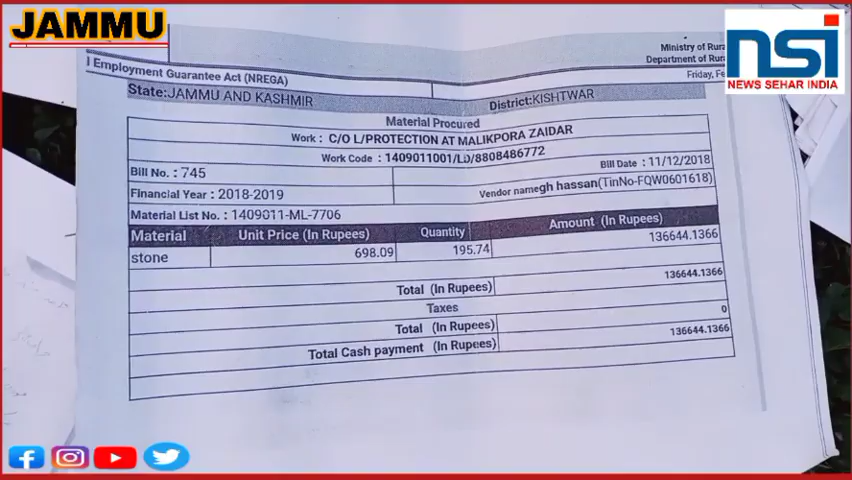 JAMMU
nsi
NEWS SEHAR INDIA
Ministry of Rura
Department of Rura
l Employment Guarantee Act (NREGA)
Friday, Fe
State:JAMMU AND KASHMIR District:KISHTWAR
Material Procured
Work : C/O L/PROTECTION AT MALIKPORA ZAIDAR
Work Code : 1409011001/LD/8808486772
Bill No. : 745 Bill Date : 11/12/2018
Financial Year : 2018-2019 Vendor namegh hassan(TinNo-FQW0601618)
Material List No. : 1409011-ML-7706
Material Unit Price (In Rupees) Quantity Amount (In Rupees)
stone 698.09 195.74 136644.1366
Total (In Rupees) 136644.1366
Taxes
Total (In Rupees) 0
Total Cash payment (In Rupees) 136644.1366